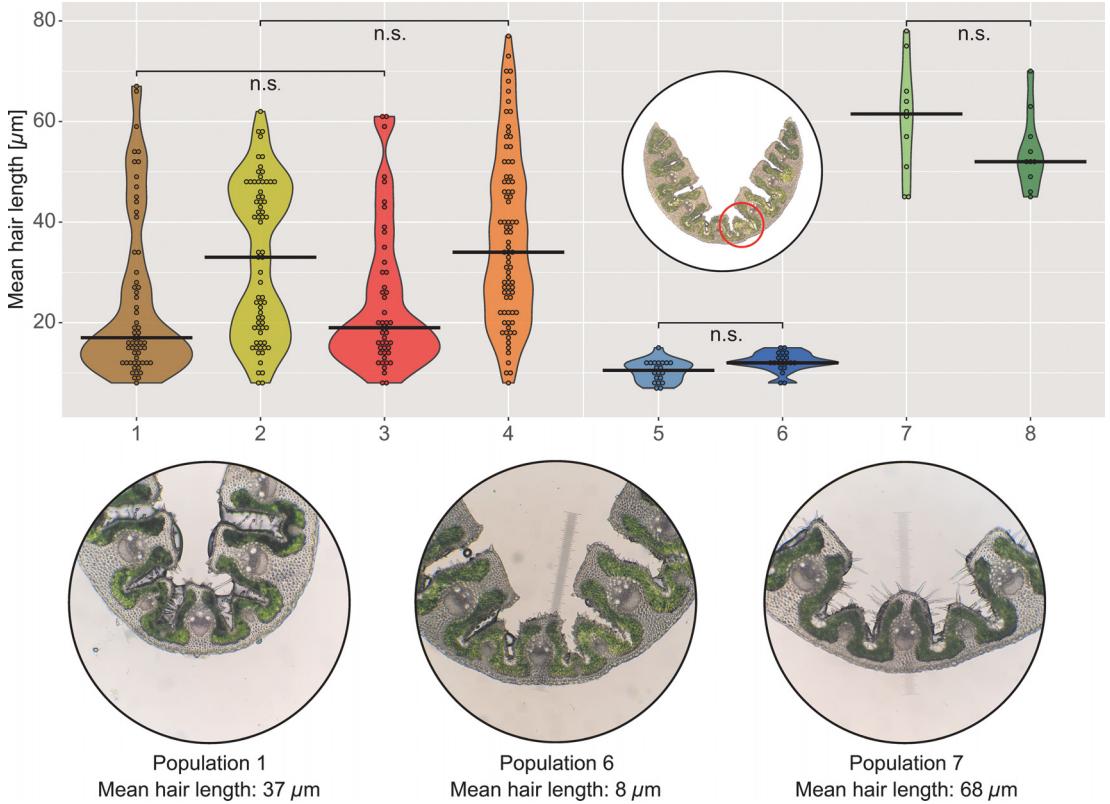 Mean hair length [µm]
80
60
40
20
n.s.
n.s.
n.s.
n.s.
1 2 3 4 5 6 7 8
Population 1
Mean hair length: 37 µm
Population 6
Mean hair length: 8 µm
Population 7
Mean hair length: 68 µm